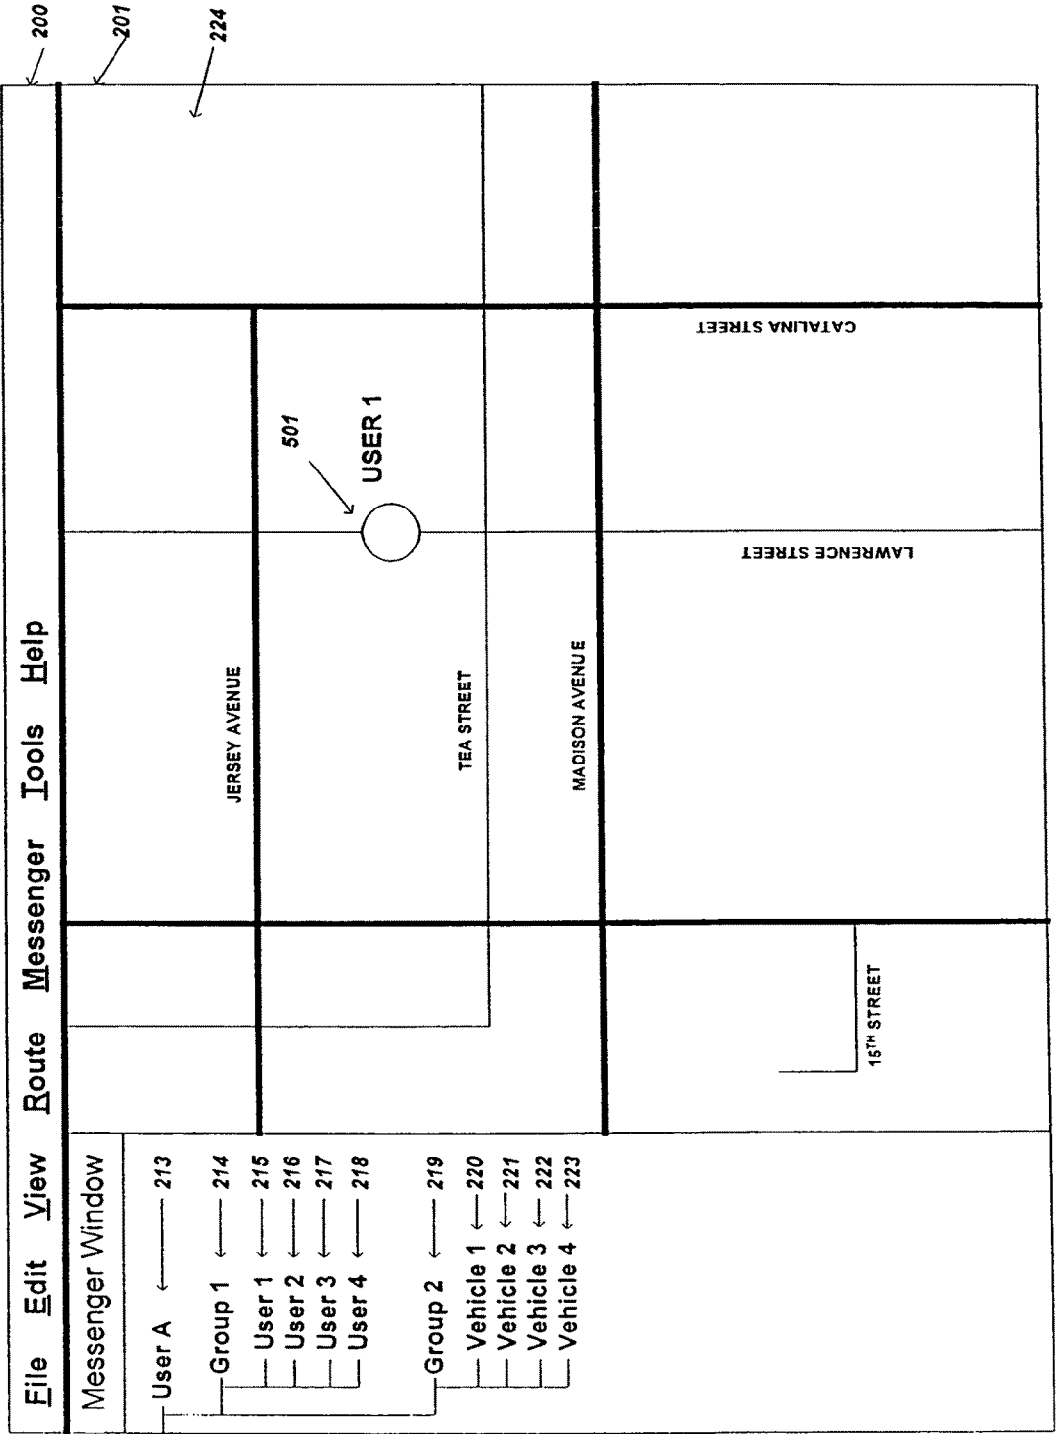 File Edit View Route Messenger Tools Help
200
201
224
Messenger Window
User A 213
Group 1 214
User 1 215
User 2 216
User 3 217
User 4 218
Group 2 219
Vehicle 1 220
Vehicle 2 221
Vehicle 3 222
Vehicle 4 223
JERSEY AVENUE
501
USER 1
TEA STREET
MADISON AVENUE
LAWRENCE STREET
CATALINA STREET
15TH STREET